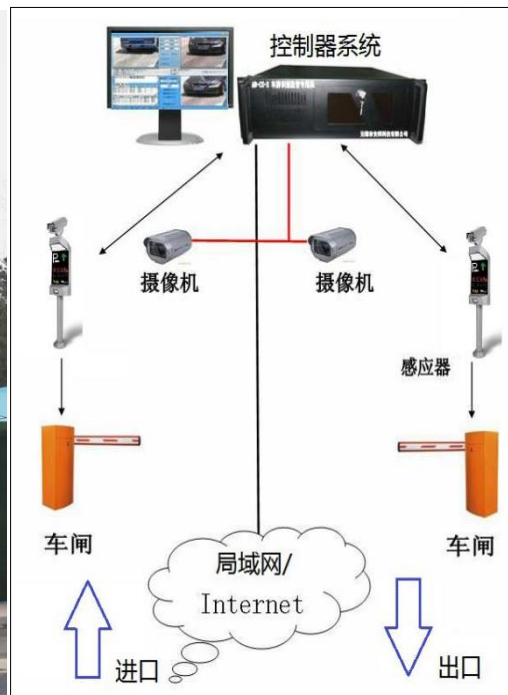 控制器系统
摄像机
摄像机
感应器
车闸
车闸
局域网/
Internet
进口
出口